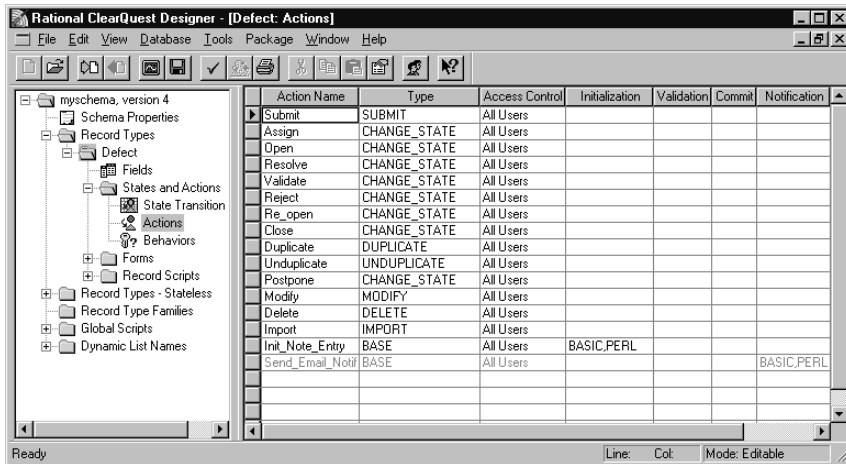 Rational ClearQuest Designer - [Defect: Actions]
File Edit View Database Tools Package Window Help
myschema, version 4
Schema Properties
Record Types
Defect
Fields
States and Actions
State Transition
Actions
Behaviors
Forms
Record Scripts
Record Types - Stateless
Record Type Families
Global Scripts
Dynamic List Names
Action Name Type Access Control Initialization Validation Commit Notification
Submit SUBMIT All Users
Assign CHANGE_STATE All Users
Open CHANGE_STATE All Users
Resolve CHANGE_STATE All Users
Validate CHANGE_STATE All Users
Reject CHANGE_STATE All Users
Re_open CHANGE_STATE All Users
Close CHANGE_STATE All Users
Duplicate DUPLICATE All Users
Unduplicate UNDUPLICATE All Users
Postpone CHANGE_STATE All Users
Modify MODIFY All Users
Delete DELETE All Users
Import IMPORT All Users
Init_Note_Entry BASE All Users BASIC,PERL
Send_Email_Notif BASE All Users BASIC,PERL
Ready Line: Col: Mode: Editable